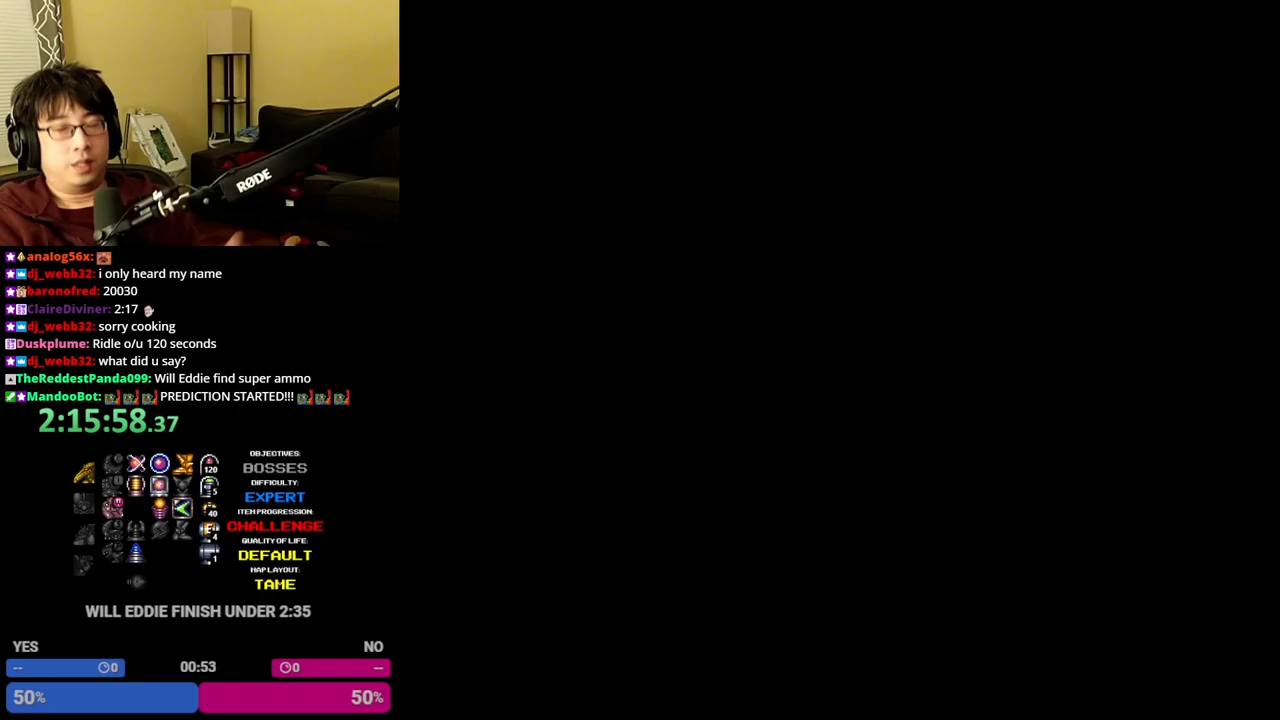 RØDE
analog56x:
dj_webb32: i only heard my name
baronofred: 20030
ClaireDiviner: 2:17
dj_webb32: sorry cooking
Duskplume: Ridle o/u 120 seconds
dj_webb32: what did u say?
TheReddestPanda099: Will Eddie find super ammo
MandooBot: PREDICTION STARTED!!!
2:15:58.37
120
5
40
4
1
OBJECTIVES:
BOSSES
DIFFICULTY:
EXPERT
ITEM PROGRESSION:
CHALLENGE
QUALITY OF LIFE:
DEFAULT
MAP LAYOUT:
TAME
WILL EDDIE FINISH UNDER 2:35
YES NO
-- 0 00:53 0 --
50% 50%